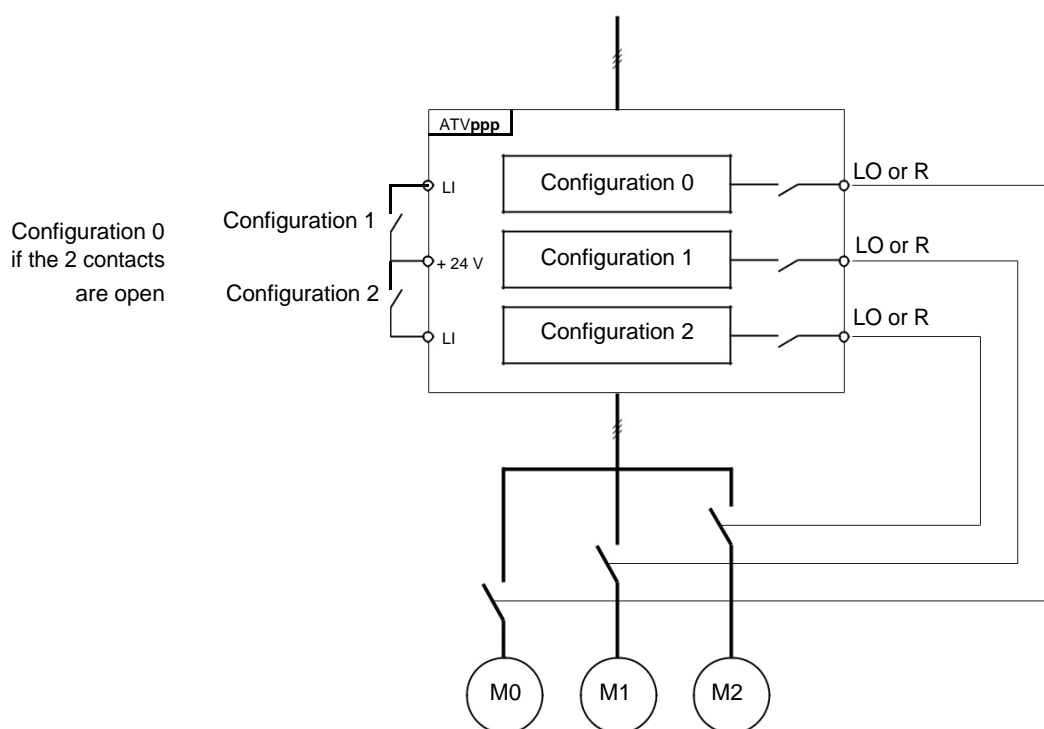 ATVppp
LO or R
Configuration 0
LI
Configuration 1
Configuration 0
if the 2 contacts
are open
LO or R
Configuration 1
+ 24 V
Configuration 2
LO or R
Configuration 2
LI
M0
M1
M2